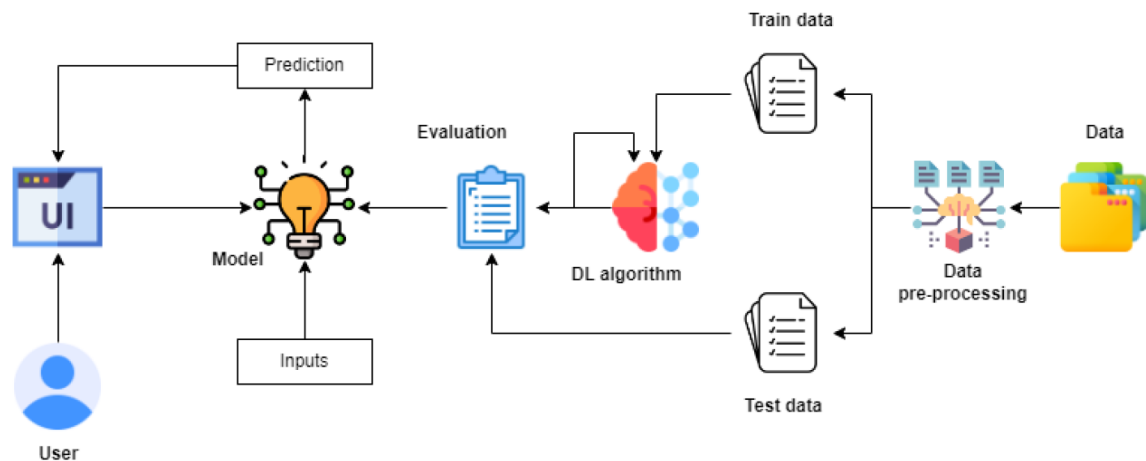 Train data
Prediction
Evaluation
Data
UI
Model
DL algorithm
Data
pre-processing
Inputs
Test data
User